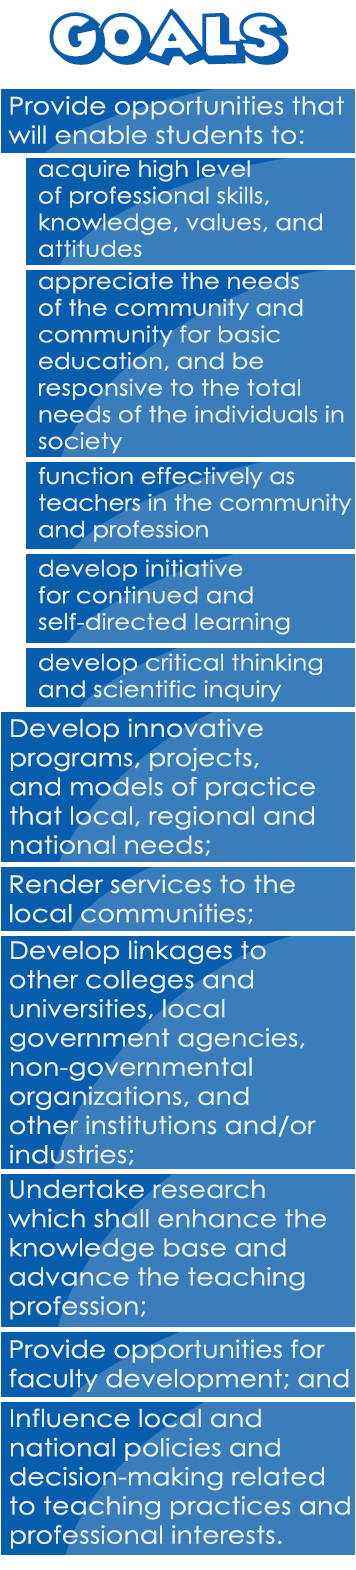 GOALS
Provide opportunities that
will enable students to:
acquire high level
of professional skills,
knowledge, values, and
attitudes
appreciate the needs
of the community and
community for basic
education, and be
responsive to the total
needs of the individuals in
society
function effectively as
teachers in the community
and profession
develop initiative
for continued and
self-directed learning
develop critical thinking
and scientific inquiry
Develop innovative
programs, projects,
and models of practice
that local, regional and
national needs;
Render services to the
local communities;
Develop linkages to
other colleges and
universities, local
government agencies,
non-governmental
organizations, and
other institutions and/or
industries;
Undertake research
which shall enhance the
knowledge base and
advance the teaching
profession;
Provide opportunities for
faculty development; and
Influence local and
national policies and
decision-making related
to teaching practices and
professional interests.